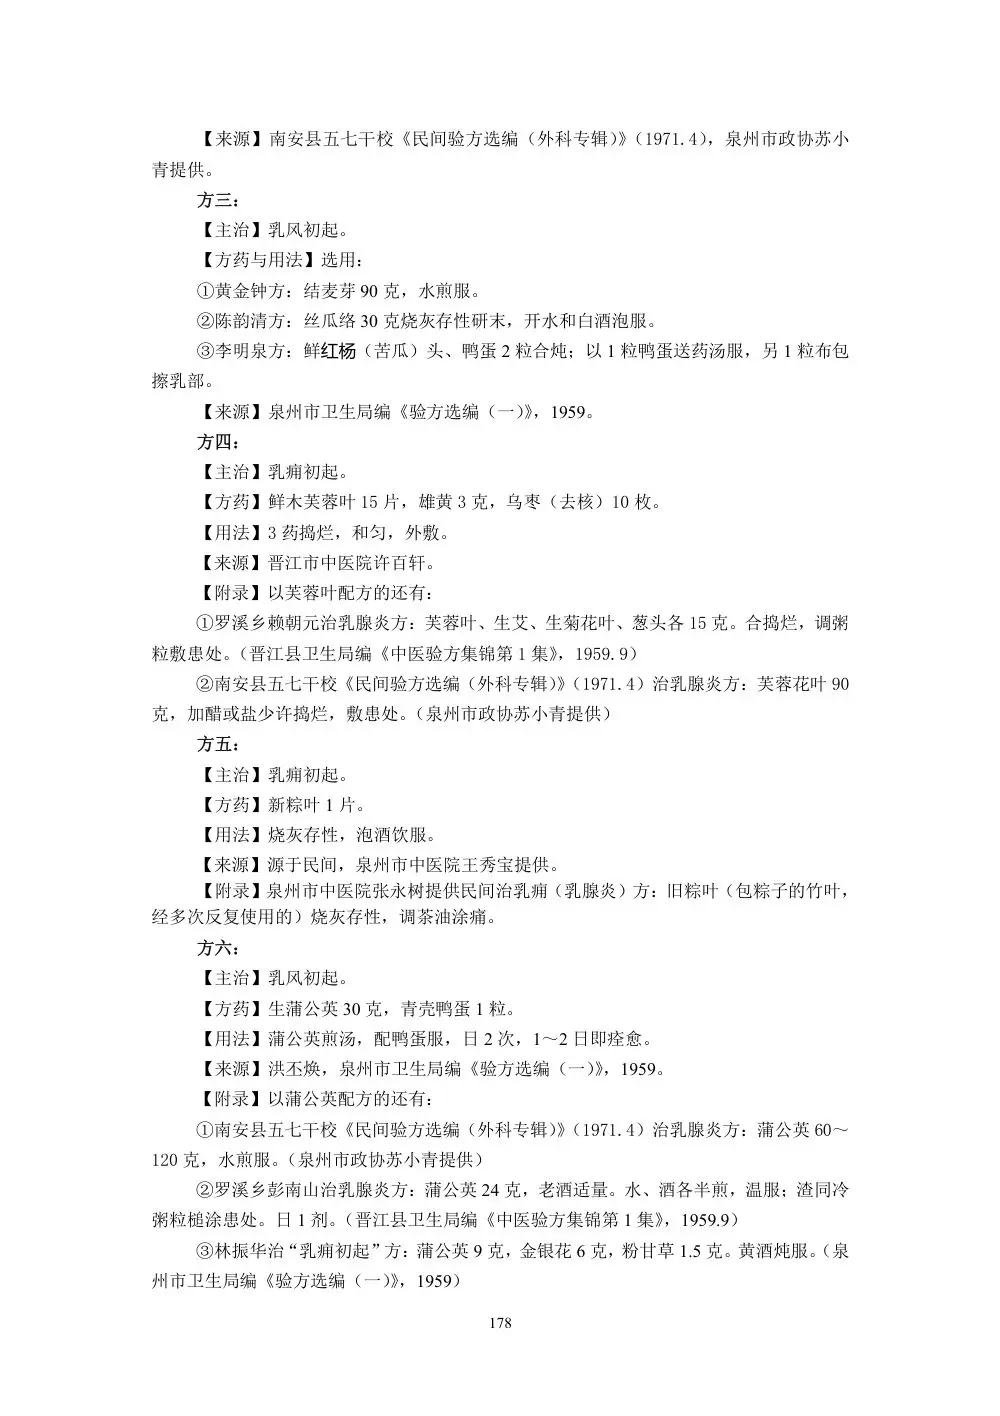 【来源】南安县五七干校《民间验方选编（外科专辑）》（1971.4），泉州市政协苏小
青提供。
方三：
【主治】乳风初起。
【方药与用法】选用：
①黄金钟方：结麦芽 90 克，水煎服。
②陈韵清方：丝瓜络 30 克烧灰存性研末，开水和白酒泡服。
③李明泉方：鲜红杨（苦瓜）头、鸭蛋 2 粒合炖；以 1 粒鸭蛋送药汤服，另 1 粒布包
擦乳部。
【来源】泉州市卫生局编《验方选编（一）》，1959。
方四：
【主治】乳痈初起。
【方药】鲜木芙蓉叶 15 片，雄黄 3 克，乌枣（去核）10 枚。
【用法】3 药捣烂，和匀，外敷。
【来源】晋江市中医院许百轩。
【附录】以芙蓉叶配方的还有：
①罗溪乡赖朝元治乳腺炎方：芙蓉叶、生艾、生菊花叶、葱头各 15 克。合捣烂，调粥
粒敷患处。（晋江县卫生局编《中医验方集锦第 1 集》，1959.9）
②南安县五七干校《民间验方选编（外科专辑）》（1971.4）治乳腺炎方：芙蓉花叶 90
克，加醋或盐少许捣烂，敷患处。（泉州市政协苏小青提供）
方五：
【主治】乳痈初起。
【方药】新粽叶 1 片。
【用法】烧灰存性，泡酒饮服。
【来源】源于民间，泉州市中医院王秀宝提供。
【附录】泉州市中医院张永树提供民间治乳痈（乳腺炎）方：旧粽叶（包粽子的竹叶，
经多次反复使用的）烧灰存性，调茶油涂痛。
方六：
【主治】乳风初起。
【方药】生蒲公英 30 克，青壳鸭蛋 1 粒。
【用法】蒲公英煎汤，配鸭蛋服，日 2 次，1～2 日即痊愈。
【来源】洪丕焕，泉州市卫生局编《验方选编（一）》，1959。
【附录】以蒲公英配方的还有：
①南安县五七干校《民间验方选编（外科专辑）》（1971.4）治乳腺炎方：蒲公英 60～
120 克，水煎服。（泉州市政协苏小青提供）
②罗溪乡彭南山治乳腺炎方：蒲公英 24 克，老酒适量。水、酒各半煎，温服；渣同冷
粥粒槌涂患处。日 1 剂。（晋江县卫生局编《中医验方集锦第 1 集》，1959.9）
③林振华治“乳痈初起”方：蒲公英 9 克，金银花 6 克，粉甘草 1.5 克。黄酒炖服。（泉
州市卫生局编《验方选编（一）》，1959）
178